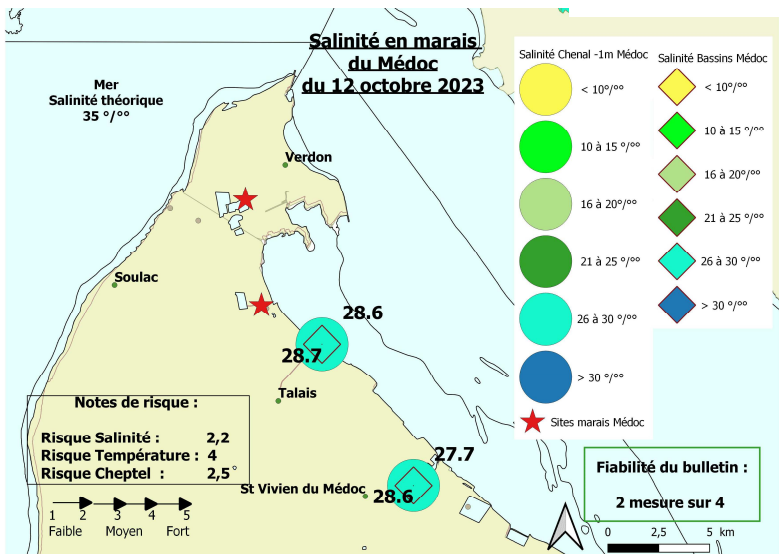 Salinité en marais
du Médoc
du 12 octobre 2023
Mer
Salinité théorique
35 °/°°
Verdon
Soulac
28.6
28.7
Talais
27.7
28.6
St Vivien du Médoc
Notes de risque :
Risque Salinité : 2,2
Risque Température : 4
Risque Cheptel : 2,5°
1 2 3 4 5
Faible Moyen Fort
Salinité Chenal -1m Médoc
< 10°/°°
10 à 15 °/°°
16 à 20°/°°
21 à 25 °/°°
26 à 30 °/°°
> 30 °/°°
Sites marais Médoc
Salinité Bassins Médoc
< 10°/°°
10 à 15 °/°°
16 à 20°/°°
21 à 25 °/°°
26 à 30 °/°°
> 30 °/°°
Fiabilité du bulletin :
2 mesure sur 4
0 2,5 5 km